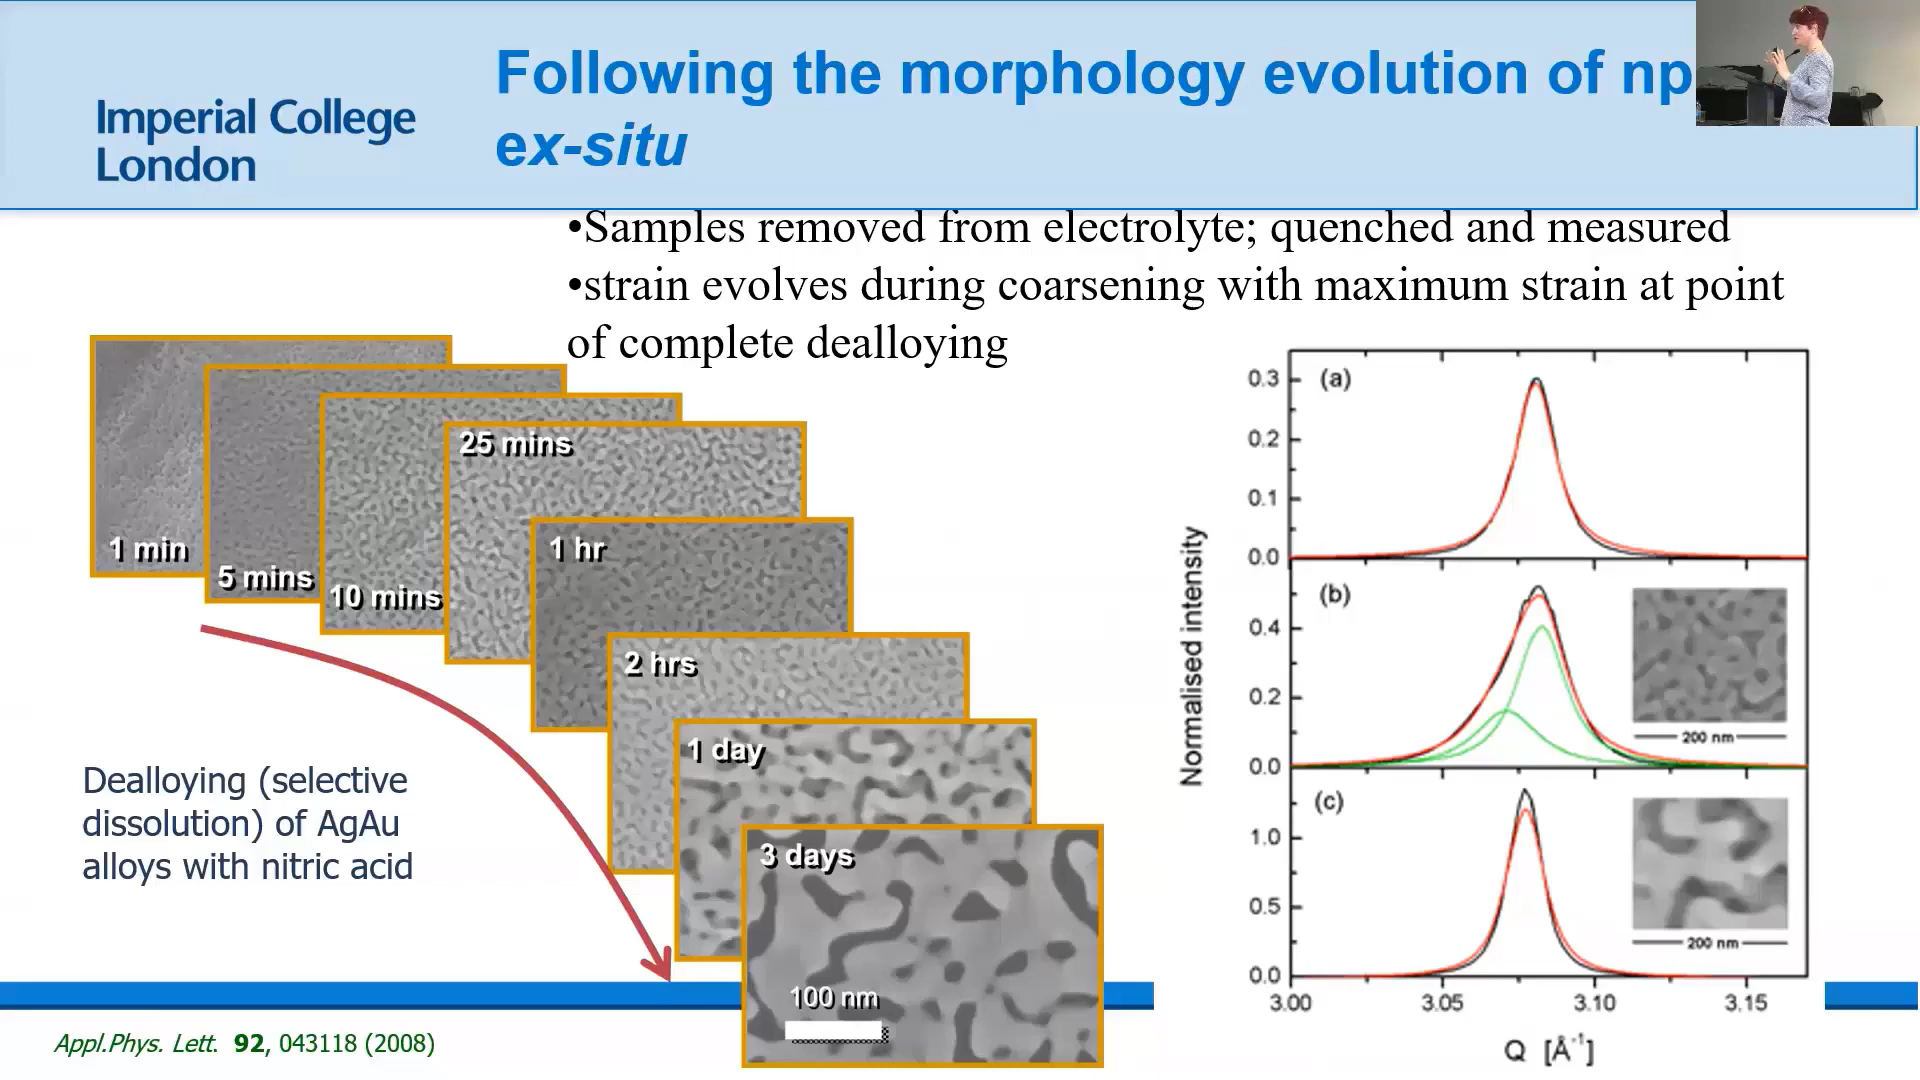 Imperial College
London
Following the morphology evolution of np
ex-situ
•Samples removed from electrolyte; quenched and measured
•strain evolves during coarsening with maximum strain at point
of complete dealloying
1 min
5 mins
10 mins
25 mins
1 hr
2 hrs
1 day
3 days
100 nm
Dealloying (selective
dissolution) of AgAu
alloys with nitric acid
Appl.Phys. Lett. 92, 043118 (2008)
Normalised intensity
(a)
0.3
0.2
0.1
0.0
(b)
0.4
0.2
0.0
200 nm
(c)
1.0
0.5
0.0
200 nm
3.00 3.05 3.10 3.15
Q [Å⁻¹]